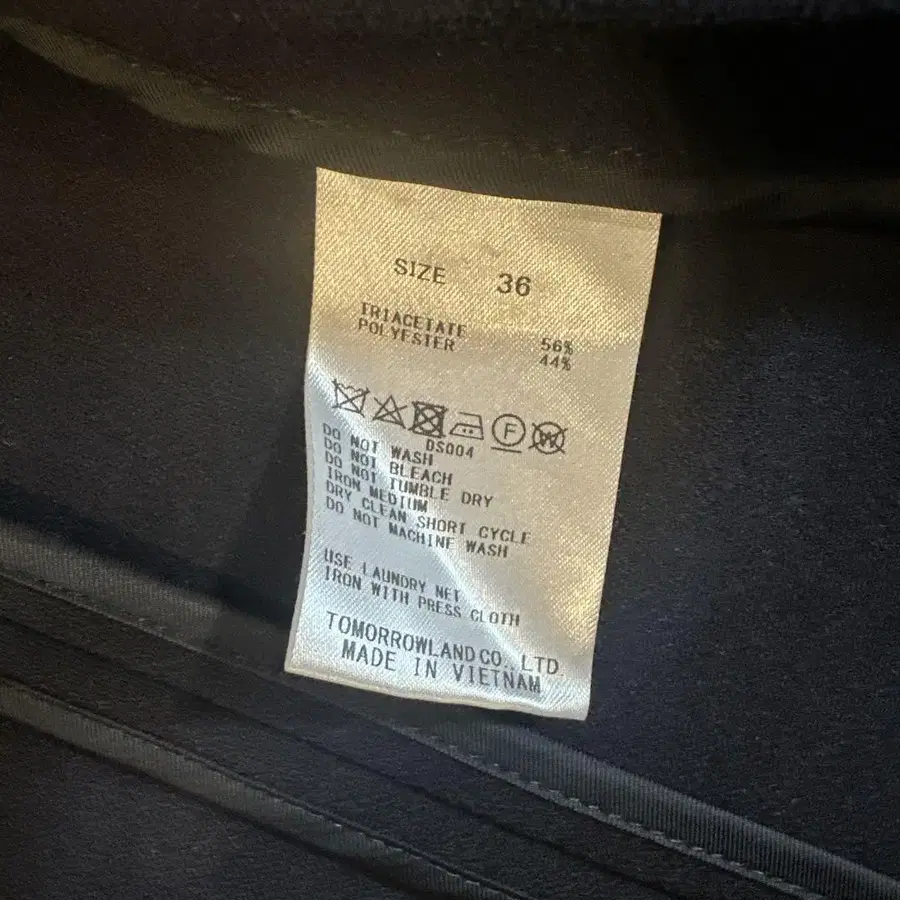 SIZE 36
TRIACETATE 56%
POLYESTER 44%
F W
DS004
DO NOT WASH
DO NOT BLEACH
DO NOT TUMBLE DRY
IRON MEDIUM
DRY CLEAN SHORT CYCLE
DO NOT MACHINE WASH
USE LAUNDRY NET
IRON WITH PRESS CLOTH
TOMORROWLAND CO., LTD.
MADE IN VIETNAM